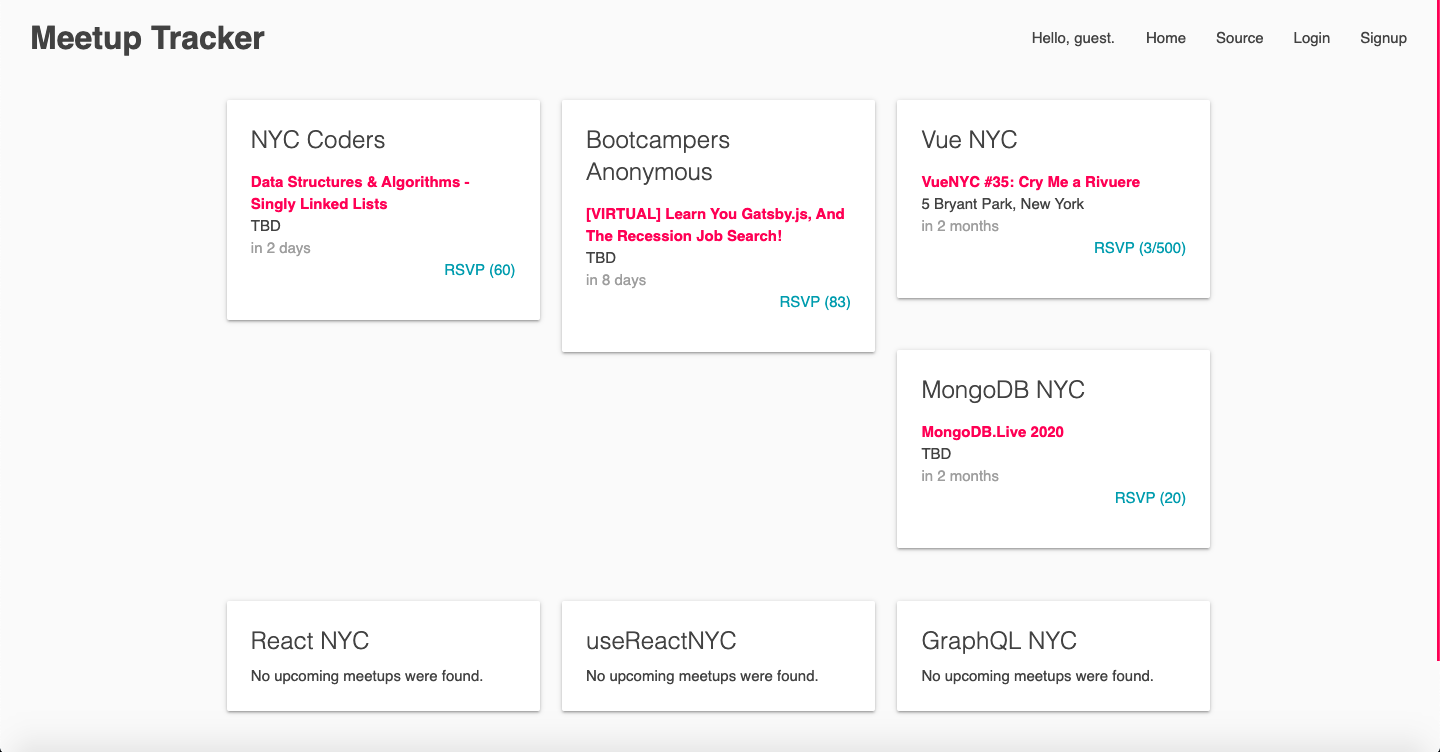 Meetup Tracker
Hello, guest. Home Source Login Signup
NYC Coders
Data Structures & Algorithms -
Singly Linked Lists
TBD
in 2 days
RSVP (60)
Bootcampers
Anonymous
[VIRTUAL] Learn You Gatsby.js, And
The Recession Job Search!
TBD
in 8 days
RSVP (83)
Vue NYC
VueNYC #35: Cry Me a Rivuere
5 Bryant Park, New York
in 2 months
RSVP (3/500)
MongoDB NYC
MongoDB.Live 2020
TBD
in 2 months
RSVP (20)
React NYC
No upcoming meetups were found.
useReactNYC
No upcoming meetups were found.
GraphQL NYC
No upcoming meetups were found.